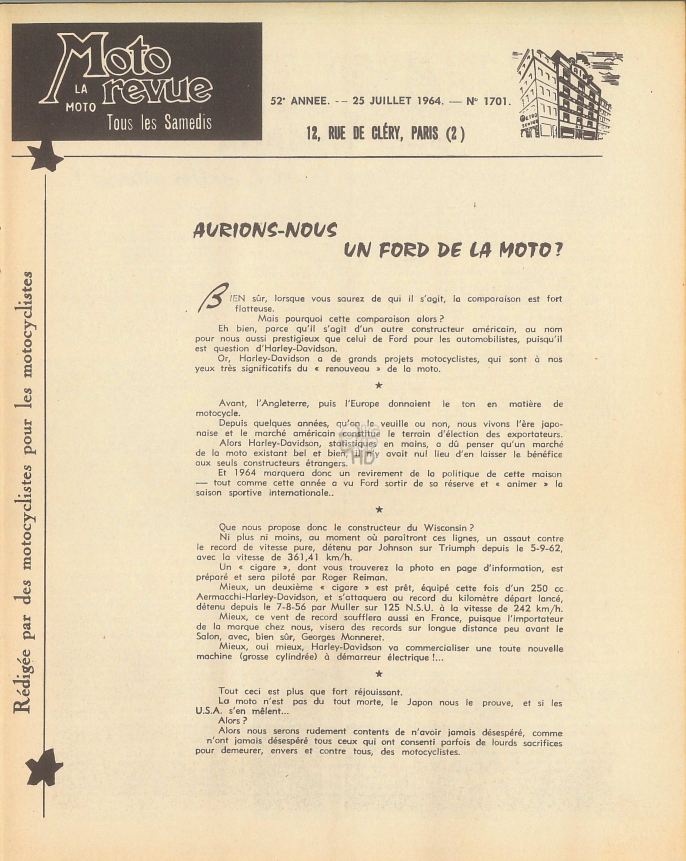 Moto
revue
LA
MOTO
Tous les Samedis
52e ANNEE. -- 25 JUILLET 1964. — N° 1701.
12, RUE DE CLÉRY, PARIS (2)
Rédigée par des motocyclistes pour les motocyclistes
AURIONS-NOUS
UN FORD DE LA MOTO?
BIEN sûr, lorsque vous saurez de qui il s'agit, la comparaison est fort
flatteuse.
Mais pourquoi cette comparaison alors ?
Eh bien, parce qu'il s'agit d'un autre constructeur américain, au nom
pour nous aussi prestigieux que celui de Ford pour les automobilistes, puisqu'il
est question d'Harley-Davidson.
Or, Harley-Davidson a de grands projets motocyclistes, qui sont à nos
yeux très significatifs du « renouveau » de la moto.
★
Avant, l'Angleterre, puis l'Europe donnaient le ton en matière de
motocycle.
Depuis quelques années, qu'on le veuille ou non, nous vivons l'ère japo-
naise et le marché américain constitue le terrain d'élection des exportateurs.
Alors Harley-Davidson, statistiques en mains, a dû penser qu'un marché
de la moto existant bel et bien, il n'y avait nul lieu d'en laisser le bénéfice
aux seuls constructeurs étrangers.
HD
Et 1964 marquera donc un revirement de la politique de cette maison
— tout comme cette année a vu Ford sortir de sa réserve et « animer » la
saison sportive internationale..
★
Que nous propose donc le constructeur du Wisconsin ?
Ni plus ni moins, au moment où paraîtront ces lignes, un assaut contre
le record de vitesse pure, détenu par Johnson sur Triumph depuis le 5-9-62,
avec la vitesse de 361,41 km/h.
Un « cigare », dont vous trouverez la photo en page d'information, est
préparé et sera piloté par Roger Reiman.
Mieux, un deuxième « cigare » est prêt, équipé cette fois d'un 250 cc
Aermacchi-Harley-Davidson, et s'attaquera au record du kilomètre départ lancé,
détenu depuis le 7-8-56 par Muller sur 125 N.S.U. à la vitesse de 242 km/h.
Mieux, ce vent de record soufflera aussi en France, puisque l'importateur
de la marque chez nous, visera des records sur longue distance peu avant le
Salon, avec, bien sûr, Georges Monneret.
Mieux, oui mieux, Harley-Davidson va commercialiser une toute nouvelle
machine (grosse cylindrée) à démarreur électrique !...
★
Tout ceci est plus que fort réjouissant.
La moto n'est pas du tout morte, le Japon nous le prouve, et si les
U.S.A. s'en mêlent...
Alors ?
Alors nous serons rudement contents de n'avoir jamais désespéré, comme
n'ont jamais désespéré tous ceux qui ont consenti parfois de lourds sacrifices
pour demeurer, envers et contre tous, des motocyclistes.